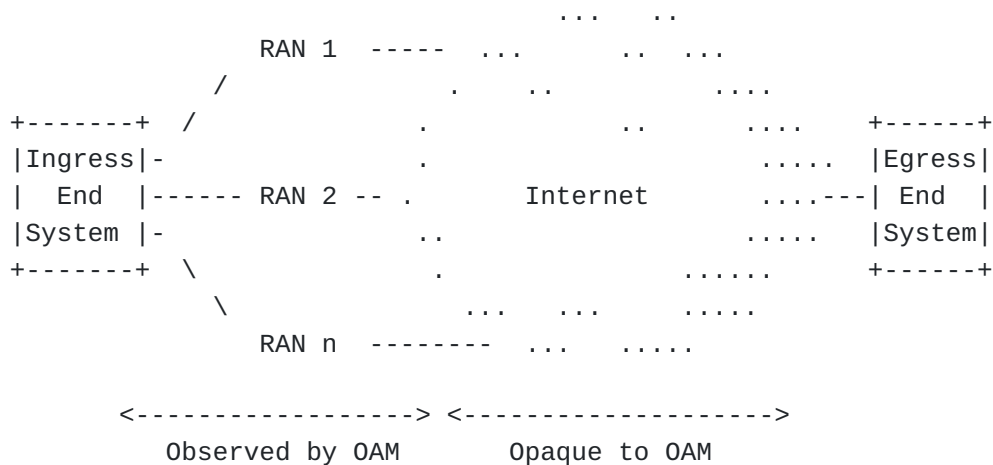 ...   ..
                RAN 1  -----  ...      ..  ...
             /               .    ..          ....
+-------+  /               .            ..      ....    +------+
|Ingress|-                 .                     .....  |Egress|
|  End  |------ RAN 2 -- .       Internet       ....---| End  |
|System |-                 ..                   .....   |System|
+-------+  \                .               ......      +------+
             \               ...   ...     .....
                RAN n  --------  ...   .....

       <-------------------> <--------------------->
          Observed by OAM       Opaque to OAM